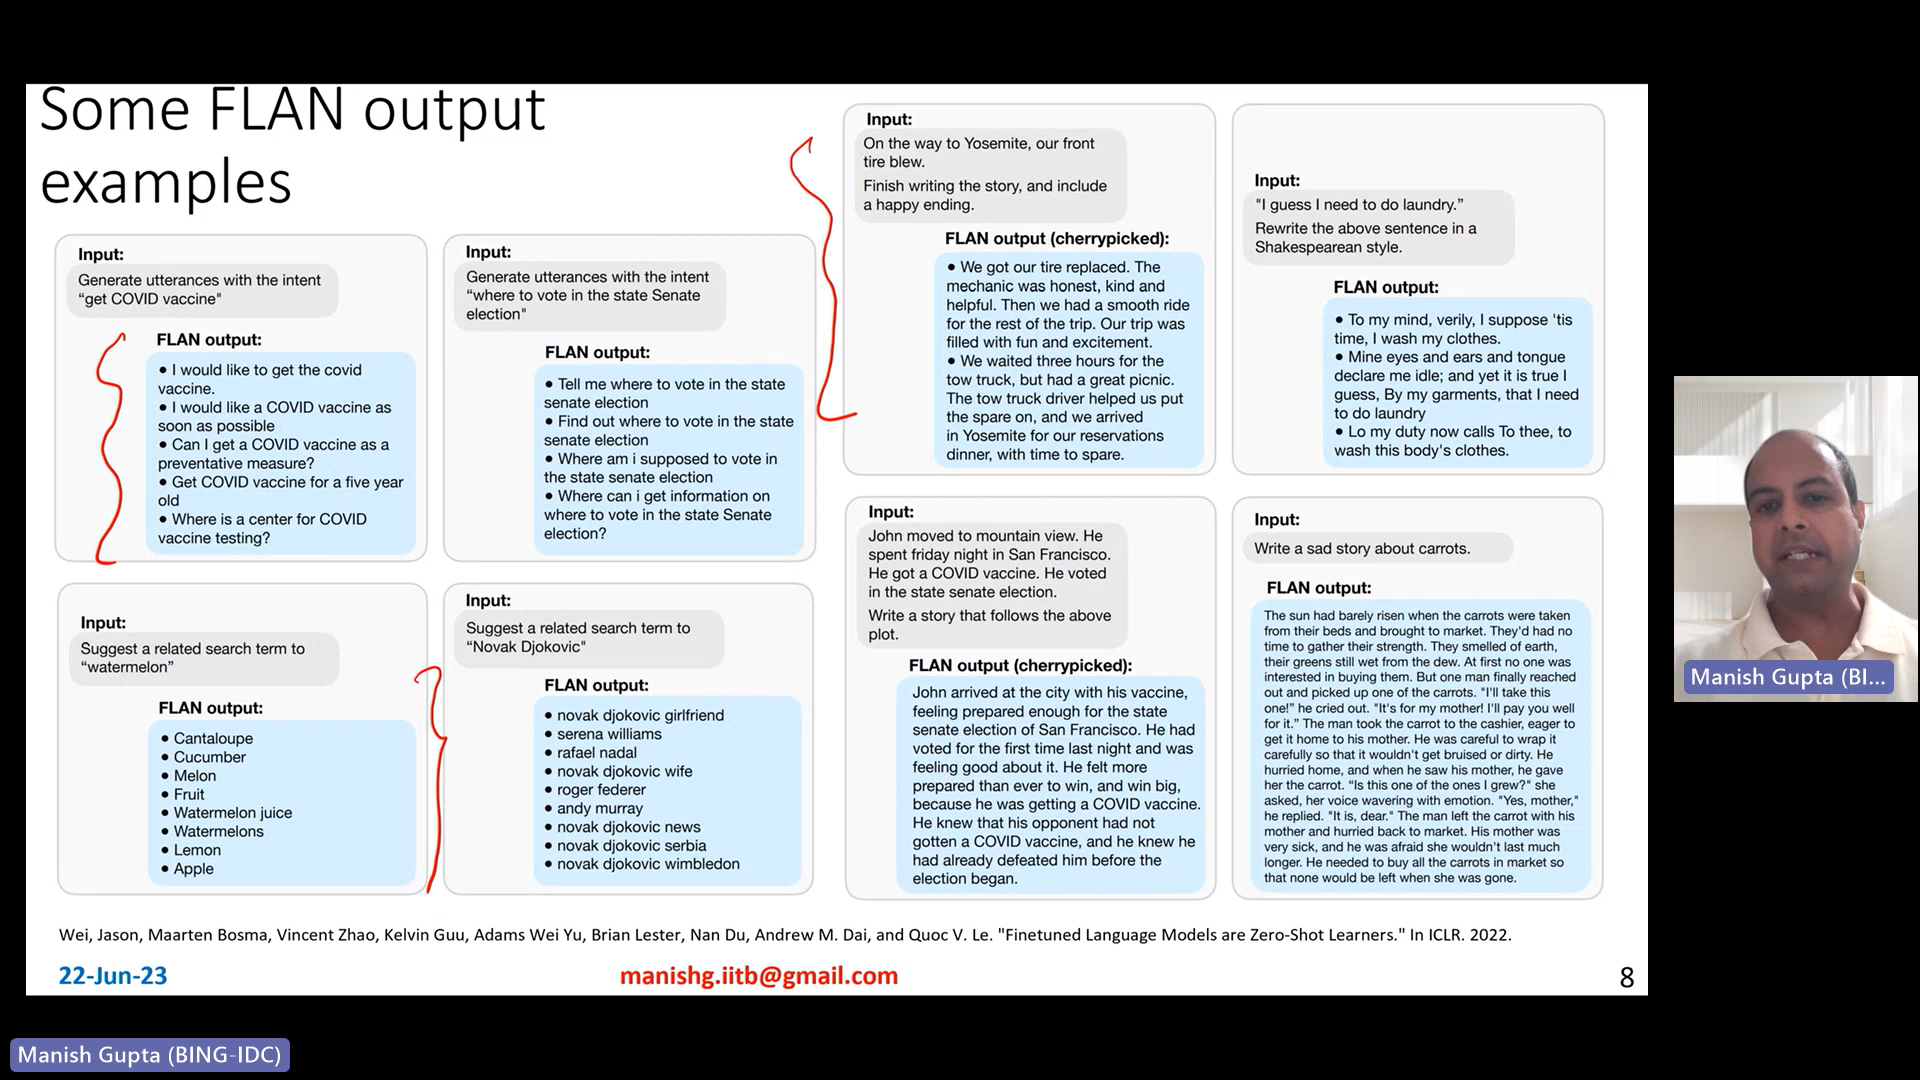 Some FLAN output
examples
Input:
Generate utterances with the intent
“get COVID vaccine"
FLAN output:
● I would like to get the covid
vaccine.
● I would like a COVID vaccine as
soon as possible
● Can I get a COVID vaccine as a
preventative measure?
● Get COVID vaccine for a five year
old
● Where is a center for COVID
vaccine testing?
Input:
Generate utterances with the intent
“where to vote in the state Senate
election"
FLAN output:
● Tell me where to vote in the state
senate election
● Find out where to vote in the state
senate election
● Where am i supposed to vote in
the state senate election
● Where can i get information on
where to vote in the state Senate
election?
Input:
On the way to Yosemite, our front
tire blew.
Finish writing the story, and include
a happy ending.
FLAN output (cherrypicked):
● We got our tire replaced. The
mechanic was honest, kind and
helpful. Then we had a smooth ride
for the rest of the trip. Our trip was
filled with fun and excitement.
● We waited three hours for the
tow truck, but had a great picnic.
The tow truck driver helped us put
the spare on, and we arrived
in Yosemite for our reservations
dinner, with time to spare.
Input:
"I guess I need to do laundry.”
Rewrite the above sentence in a
Shakespearean style.
FLAN output:
● To my mind, verily, I suppose 'tis
time, I wash my clothes.
● Mine eyes and ears and tongue
declare me idle; and yet it is true I
guess, By my garments, that I need
to do laundry
● Lo my duty now calls To thee, to
wash this body's clothes.
Input:
Suggest a related search term to
“watermelon”
FLAN output:
● Cantaloupe
● Cucumber
● Melon
● Fruit
● Watermelon juice
● Watermelons
● Lemon
● Apple
Input:
Suggest a related search term to
"Novak Djokovic"
FLAN output:
● novak djokovic girlfriend
● serena williams
● rafael nadal
● novak djokovic wife
● roger federer
● andy murray
● novak djokovic news
● novak djokovic serbia
● novak djokovic wimbledon
Input:
John moved to mountain view. He
spent friday night in San Francisco.
He got a COVID vaccine. He voted
in the state senate election.
Write a story that follows the above
plot.
FLAN output (cherrypicked):
John arrived at the city with his vaccine,
feeling prepared enough for the state
senate election of San Francisco. He had
voted for the first time last night and was
feeling good about it. He felt more
prepared than ever to win, and win big,
because he was getting a COVID vaccine.
He knew that his opponent had not
gotten a COVID vaccine, and he knew he
had already defeated him before the
election began.
Input:
Write a sad story about carrots.
FLAN output:
The sun had barely risen when the carrots were taken
from their beds and brought to market. They'd had no
time to gather their strength. They smelled of earth,
their greens still wet from the dew. At first no one was
interested in buying them. But one man finally reached
out and picked up one of the carrots. "I'll take this
one!” he cried out. "It's for my mother! I'll pay you well
for it.” The man took the carrot to the cashier, eager to
get it home to his mother. He was careful to wrap it
carefully so that it wouldn't get bruised or dirty. He
hurried home, and when he saw his mother, he gave
her the carrot. “Is this one of the ones I grew?" she
asked, her voice wavering with emotion. "Yes, mother,"
he replied. "It is, dear." The man left the carrot with his
mother and hurried back to market. His mother was
very sick, and he was afraid she wouldn't last much
longer. He needed to buy all the carrots in market so
that none would be left when she was gone.
Wei, Jason, Maarten Bosma, Vincent Zhao, Kelvin Guu, Adams Wei Yu, Brian Lester, Nan Du, Andrew M. Dai, and Quoc V. Le. "Finetuned Language Models are Zero-Shot Learners." In ICLR. 2022.
22-Jun-23
manishg.iitb@gmail.com
8
Manish Gupta (BI...
Manish Gupta (BING-IDC)